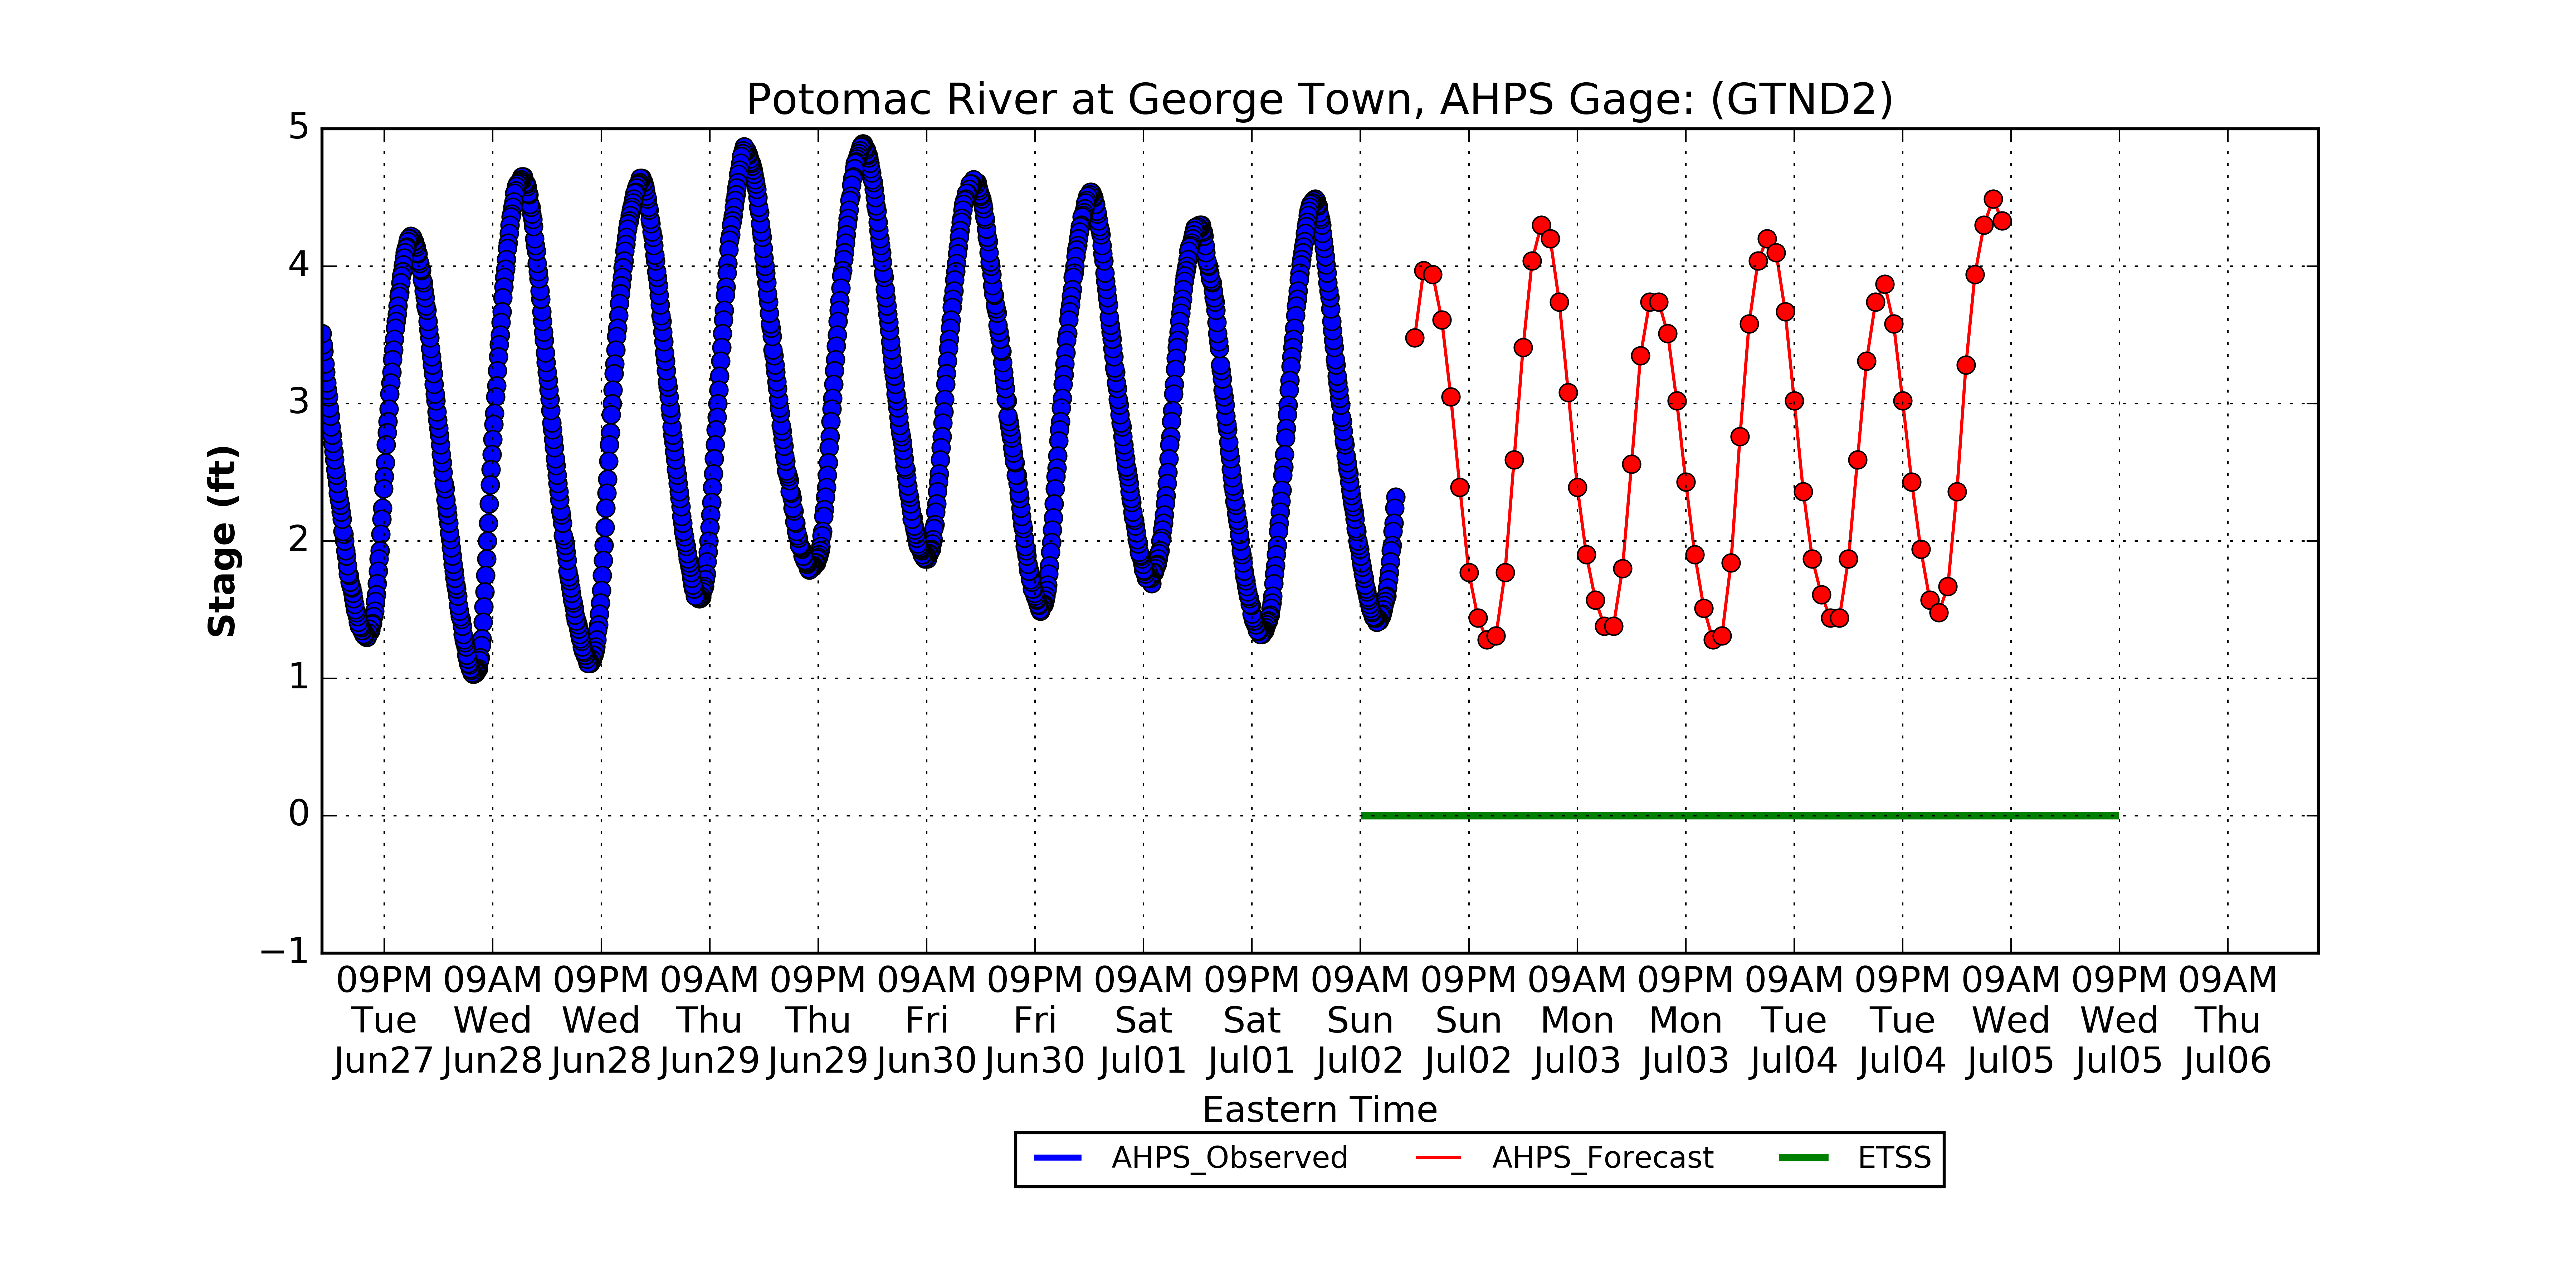 Potomac River at George Town, AHPS Gage: (GTND2)
Stage (ft)
5
4
3
2
1
0
−1
09PM 09AM 09PM 09AM 09PM 09AM 09PM 09AM 09PM 09AM 09PM 09AM 09PM 09AM 09PM 09AM 09PM 09AM
Tue Wed Wed Thu Thu Fri Fri Sat Sat Sun Sun Mon Mon Tue Tue Wed Wed Thu
Jun27 Jun28 Jun28 Jun29 Jun29 Jun30 Jun30 Jul01 Jul01 Jul02 Jul02 Jul03 Jul03 Jul04 Jul04 Jul05 Jul05 Jul06
Eastern Time
AHPS_Observed AHPS_Forecast ETSS